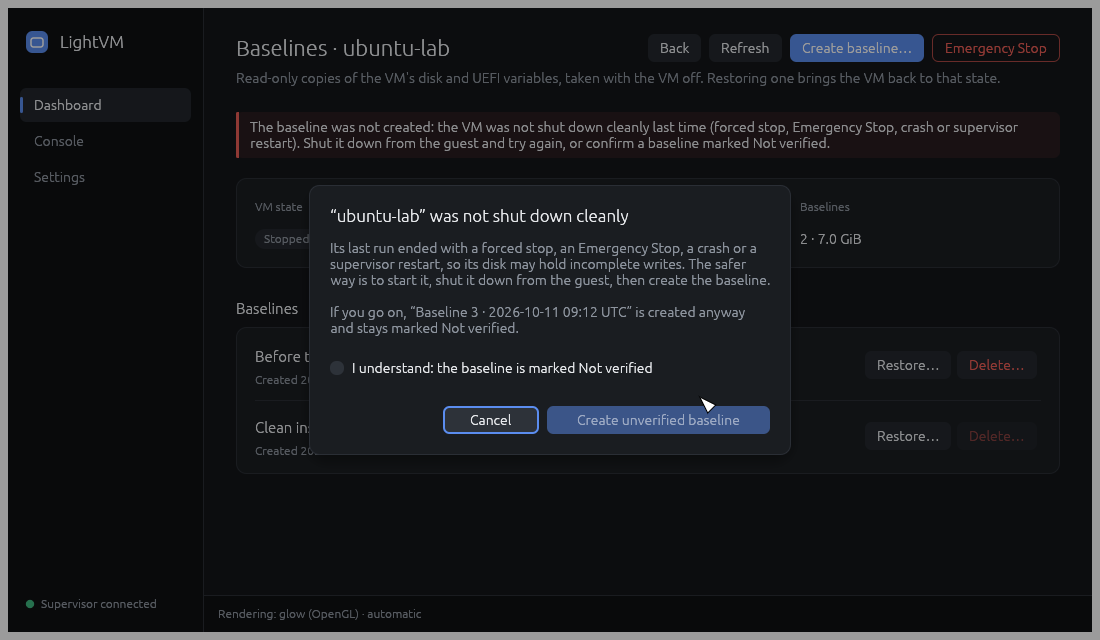 LightVM
Dashboard
Console
Settings
Supervisor connected
Baselines · ubuntu-lab
Back
Refresh
Create baseline…
Emergency Stop
Read-only copies of the VM's disk and UEFI variables, taken with the VM off. Restoring one brings the VM back to that state.
The baseline was not created: the VM was not shut down cleanly last time (forced stop, Emergency Stop, crash or supervisor
restart). Shut it down from the guest and try again, or confirm a baseline marked Not verified.
VM state
Stopped
Baselines
2 · 7.0 GiB
“ubuntu-lab” was not shut down cleanly
Its last run ended with a forced stop, an Emergency Stop, a crash or a
supervisor restart, so its disk may hold incomplete writes. The safer
way is to start it, shut it down from the guest, then create the baseline.
If you go on, “Baseline 3 · 2026-10-11 09:12 UTC” is created anyway
and stays marked Not verified.
I understand: the baseline is marked Not verified
Cancel
Create unverified baseline
Baselines
Before
Created
Restore…
Delete…
Clean
Created
Restore…
Delete…
Rendering: glow (OpenGL) · automatic